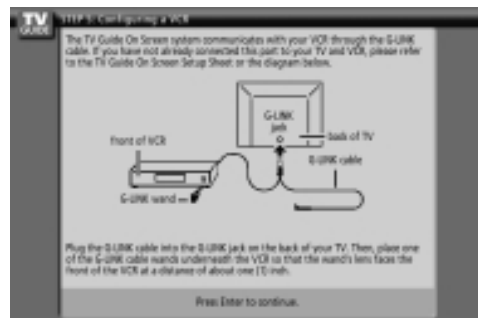 TV
GUIDE
STEP 5: Configuring a VCR
The TV Guide On Screen system communicates with your VCR through the G-LINK
cable. If you have not already connected this part to your TV and VCR, please refer
to the TV Guide On Screen Setup Sheet or the diagram below.
G-LINK
jack
front of VCR
back of TV
G-LINK cable
G-LINK wand
Plug the G-LINK cable into the G-LINK jack on the back of your TV. Then, place one
of the G-LINK cable wands underneath the VCR so that the wand's lens faces the
front of the VCR at a distance of about one (1) inch.
Press Enter to continue.